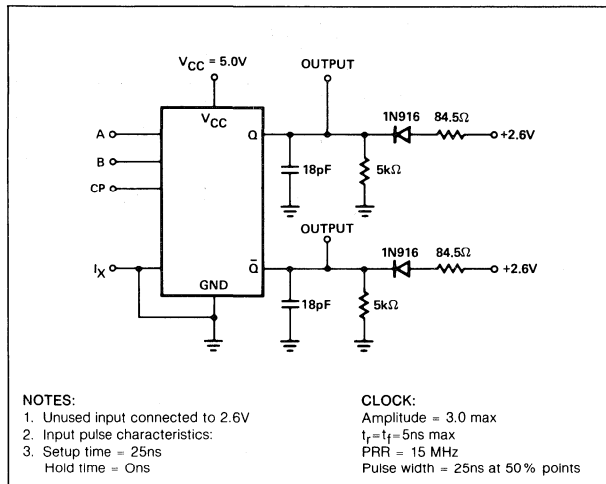 V_CC = 5.0V
OUTPUT
1N916 84.5Ω
V_CC
A
Q
+2.6V
B
18pF
5kΩ
CP
OUTPUT
1N916 84.5Ω
I_X
Q̄
+2.6V
GND
18pF
5kΩ
NOTES:
1. Unused input connected to 2.6V
2. Input pulse characteristics:
3. Setup time = 25ns
Hold time = 0ns
CLOCK:
Amplitude = 3.0 max
t_r=t_f=5ns max
PRR = 15 MHz
Pulse width = 25ns at 50% points